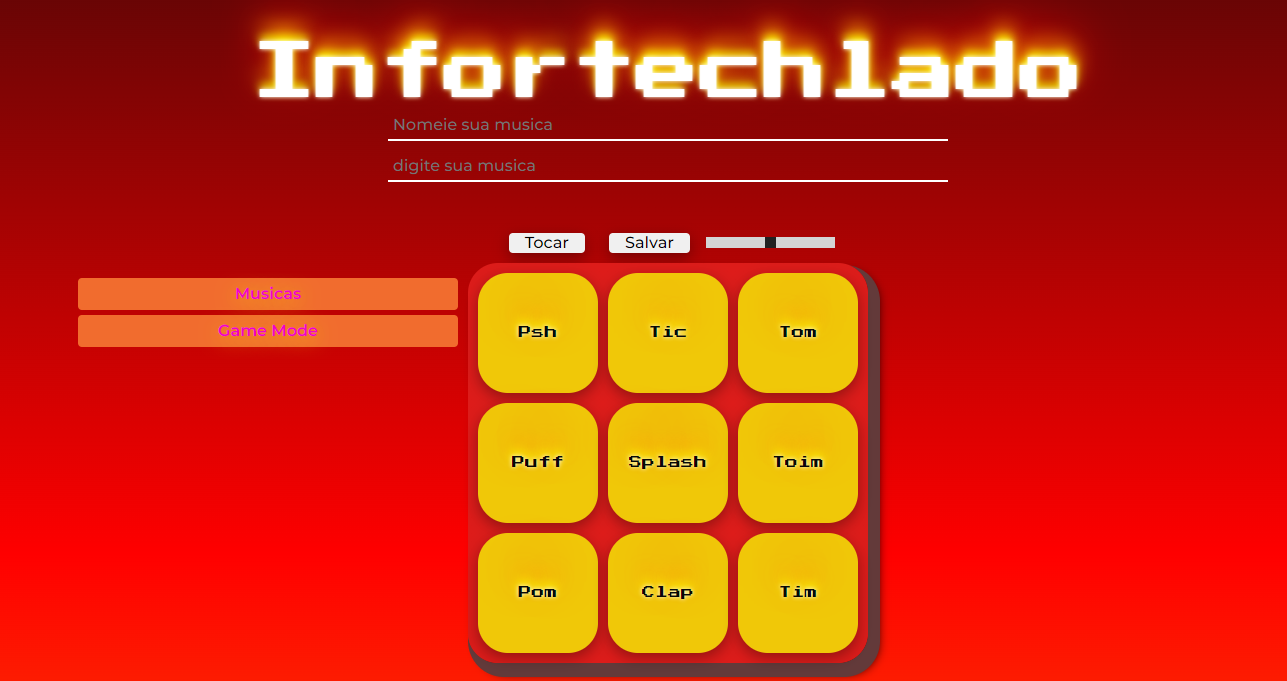 Infortechlado
Nomeie sua musica
digite sua musica
Tocar Salvar
Musicas
Game Mode
Psh Tic Tom
Puff Splash Toim
Pom Clap Tim